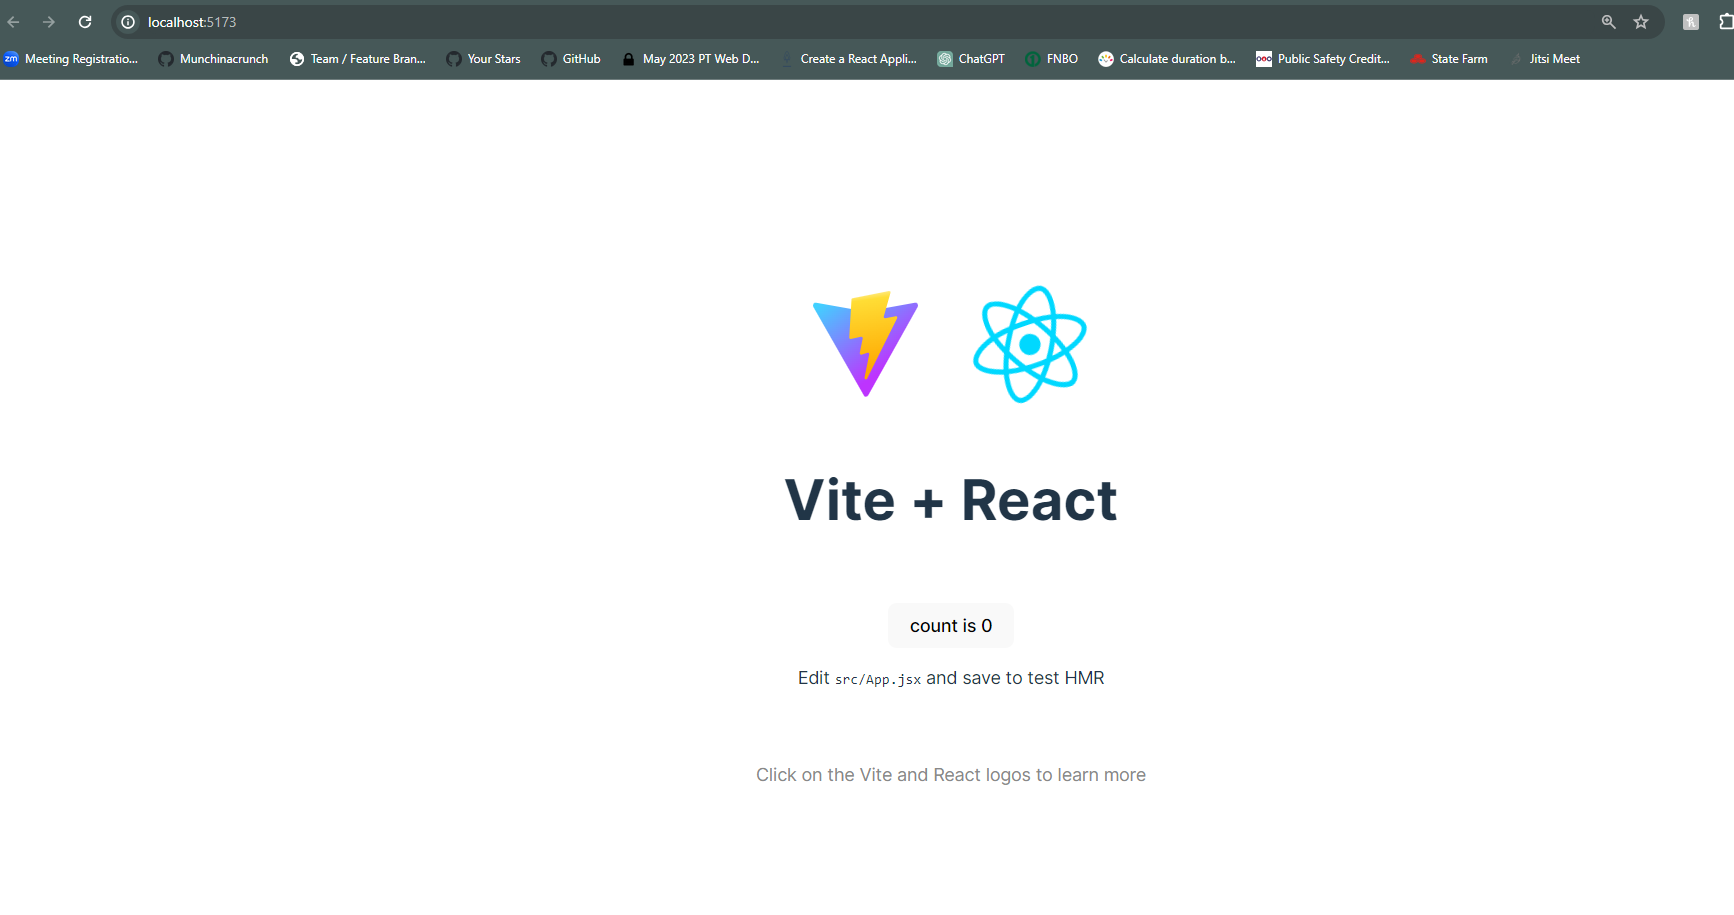 localhost:5173
zm Meeting Registratio... Munchinacrunch Team / Feature Bran... Your Stars GitHub May 2023 PT Web D... Create a React Appli... ChatGPT FNBO Calculate duration b... Public Safety Credit... State Farm Jitsi Meet
Vite + React
count is 0
Edit src/App.jsx and save to test HMR
Click on the Vite and React logos to learn more